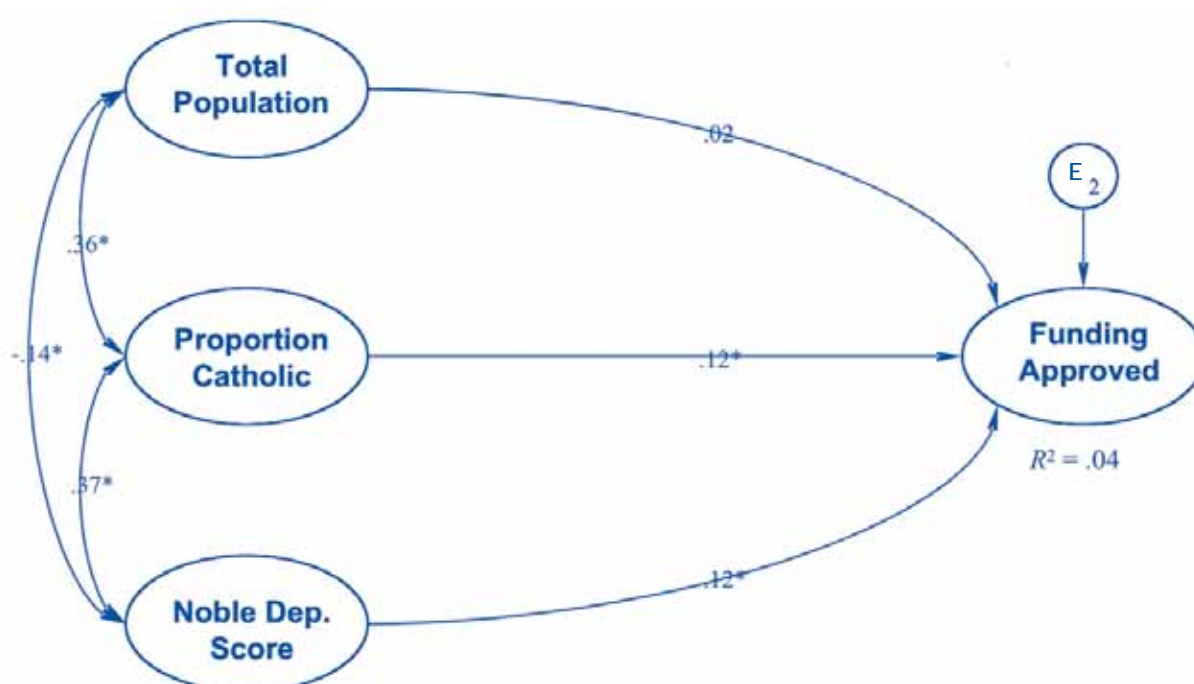 Total
Population
.02
E 2
.36*
Proportion
Catholic
-.14*
.12*
Funding
Approved
R² = .04
.37*
.12*
Noble Dep.
Score